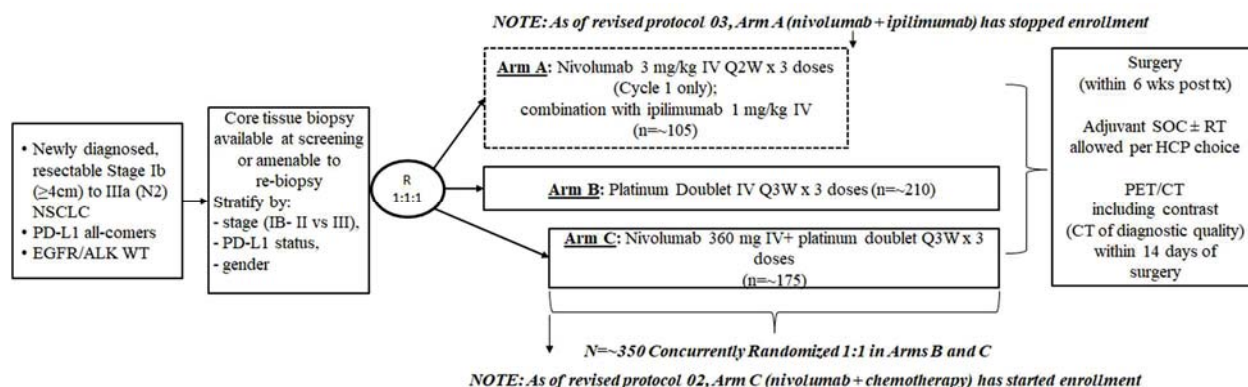 NOTE: As of revised protocol 03, Arm A (nivolumab + ipilimumab) has stopped enrollment
• Newly diagnosed,
resectable Stage Ib
(≥4cm) to IIIa (N2)
NSCLC
• PD-L1 all-comers
• EGFR/ALK WT
Core tissue biopsy
available at screening
or amenable to
re-biopsy
Stratify by:
- stage (IB- II vs III),
- PD-L1 status,
- gender
R
1:1:1
Arm A: Nivolumab 3 mg/kg IV Q2W x 3 doses
(Cycle 1 only);
combination with ipilimumab 1 mg/kg IV
(n=~105)
Arm B: Platinum Doublet IV Q3W x 3 doses (n=~210)
Arm C: Nivolumab 360 mg IV+ platinum doublet Q3W x 3
doses
(n=~175)
Surgery
(within 6 wks post tx)
Adjuvant SOC ± RT
allowed per HCP choice
PET/CT
including contrast
(CT of diagnostic quality)
within 14 days of
surgery
N=~350 Concurrently Randomized 1:1 in Arms B and C
NOTE: As of revised protocol 02, Arm C (nivolumab + chemotherapy) has started enrollment